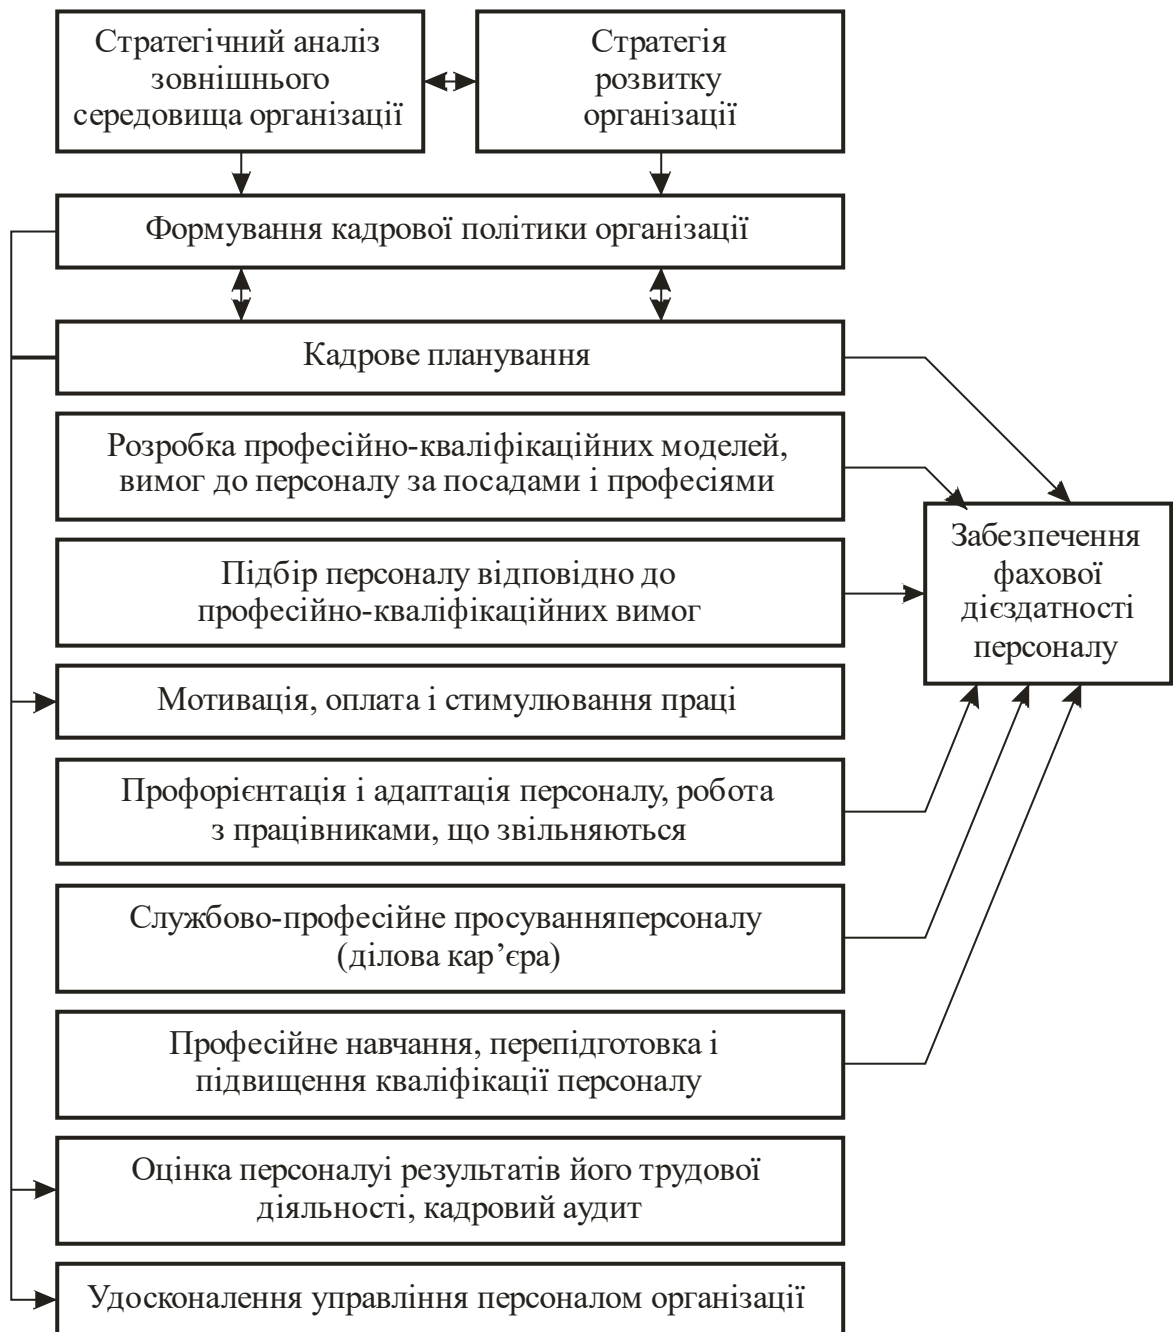 Стратегічний аналіз
зовнішнього
середовища організації
Стратегія
розвитку
організації
Формування кадрової політики організації
Кадрове планування
Розробка професійно-кваліфікаційних моделей,
вимог до персоналу за посадами і професіями
Підбір персоналу відповідно до
професійно-кваліфікаційних вимог
Забезпечення
фахової
дієздатності
персоналу
Мотивація, оплата і стимулювання праці
Профорієнтація і адаптація персоналу, робота
з працівниками, що звільняються
Службово-професійне просуванняперсоналу
(ділова кар’єра)
Професійне навчання, перепідготовка і
підвищення кваліфікації персоналу
Оцінка персоналуі результатів його трудової
діяльності, кадровий аудит
Удосконалення управління персоналом організації